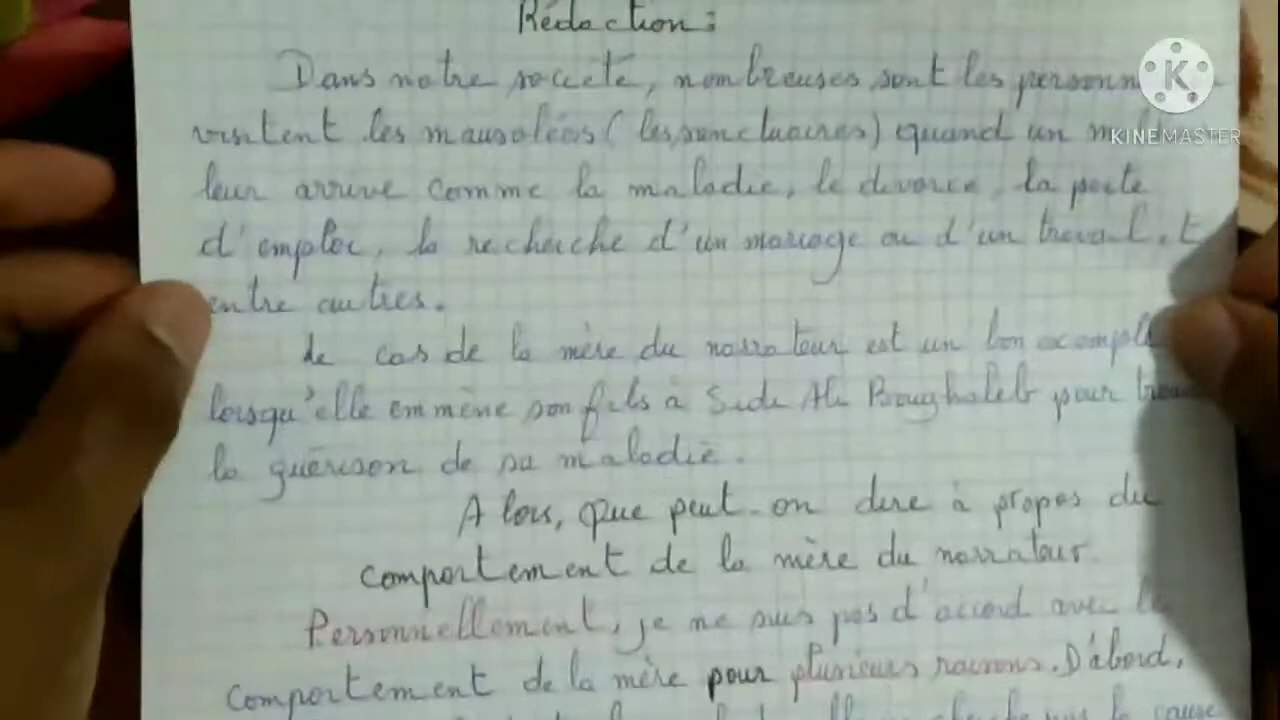 Rédaction:
Dans notre société, nombreuses sont les personn
visitent les mausolées (les sanctuaires) quand un
leur arrive comme la maladie, le divorce, la perte
d'emploi, la recherche d'un mariage ou d'un travail, t
entre autres.
Le cas de la mère du narrateur est un bon exemple
lorsqu'elle emmène son fils à Sidi Ali Boughaleb pour
la guérison de sa maladie.
Alors, que peut-on dire à propos du
comportement de la mère du narrateur.
Personnellement, je ne suis pas d'accord avec le
comportement de la mère pour plusieurs raisons. D'abord,
cause
K
KINEMASTER